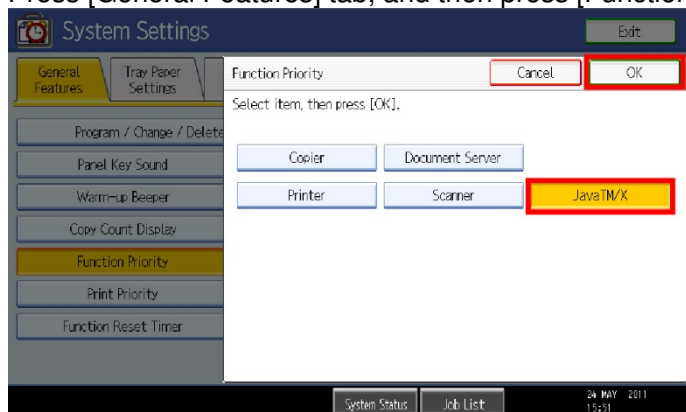 Press [General Features] tab, and then press [Function
System Settings
Exit
General
Features
Tray Paper
Settings
Function Priority
Cancel
OK
Select item, then press [OK].
Program / Change / Delete
Panel Key Sound
Warm-up Beeper
Copy Count Display
Function Priority
Print Priority
Function Reset Timer
Copier
Document Server
Printer
Scanner
JavaTM/X
System Status
Job List
24 MAY 2011
15:51